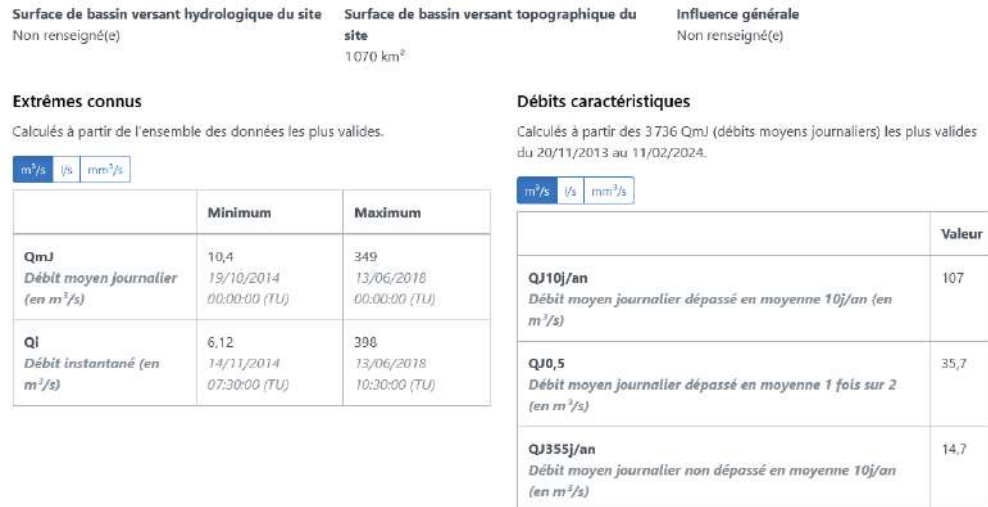 Surface de bassin versant hydrologique du site
Non renseigné(e)
Surface de bassin versant topographique du
site
1 070 km²
Influence générale
Non renseigné(e)
Extrêmes connus
Calculés à partir de l'ensemble des données les plus valides.
m³/s l/s mm³/s
Minimum Maximum
QmJ
Débit moyen journalier
(en m³/s)
10,4
19/10/2014
00:00:00 (TU)
349
13/06/2018
00:00:00 (TU)
QI
Débit instantané (en
m³/s)
6,12
14/11/2014
07:30:00 (TU)
398
13/06/2018
10:30:00 (TU)
Débits caractéristiques
Calculés à partir des 3 736 QmJ (débits moyens journaliers) les plus valides
du 20/11/2013 au 11/02/2024.
m³/s l/s mm³/s
Valeur
QJ10j/an
Débit moyen journalier dépassé en moyenne 10j/an (en
m³/s)
107
QJ0,5
Débit moyen journalier dépassé en moyenne 1 fois sur 2
(en m³/s)
35,7
QJ355j/an
Débit moyen journalier non dépassé en moyenne 10j/an
(en m³/s)
14,7